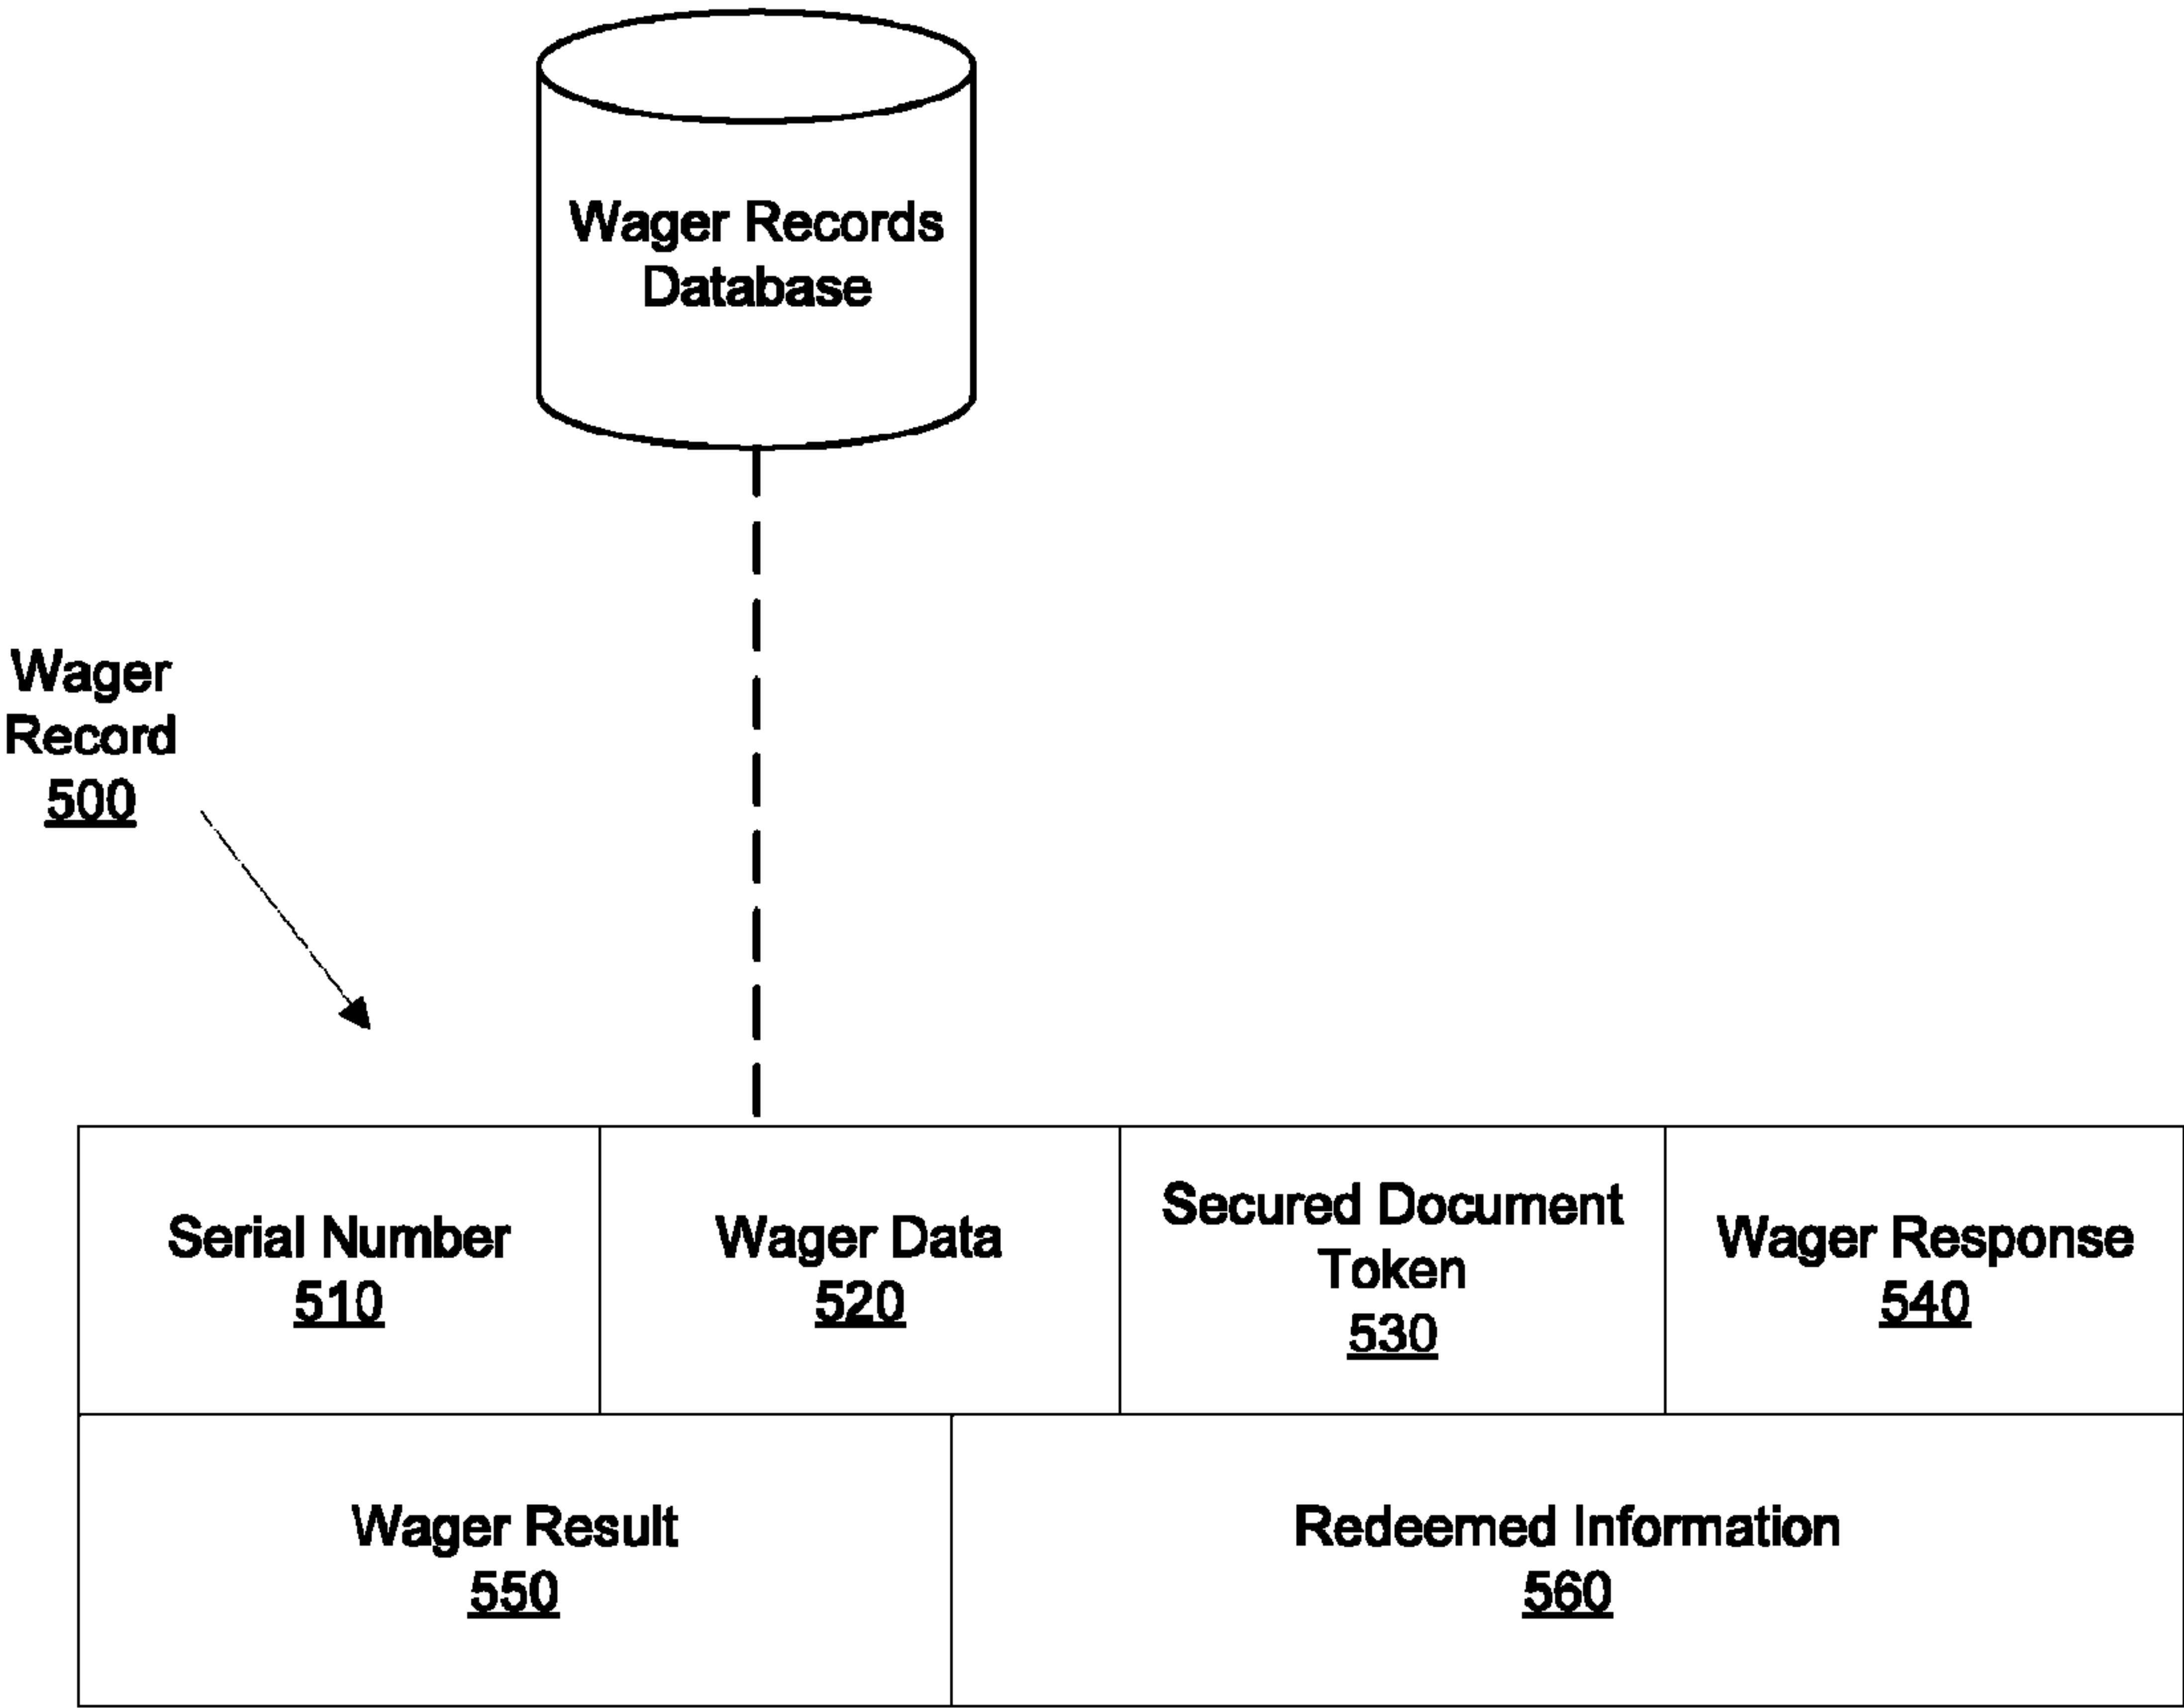 Wager Records
Database
Wager
Record
500
Serial Number
510
Wager Data
520
Secured Document
Token
530
Wager Response
540
Wager Result
550
Redeemed Information
560